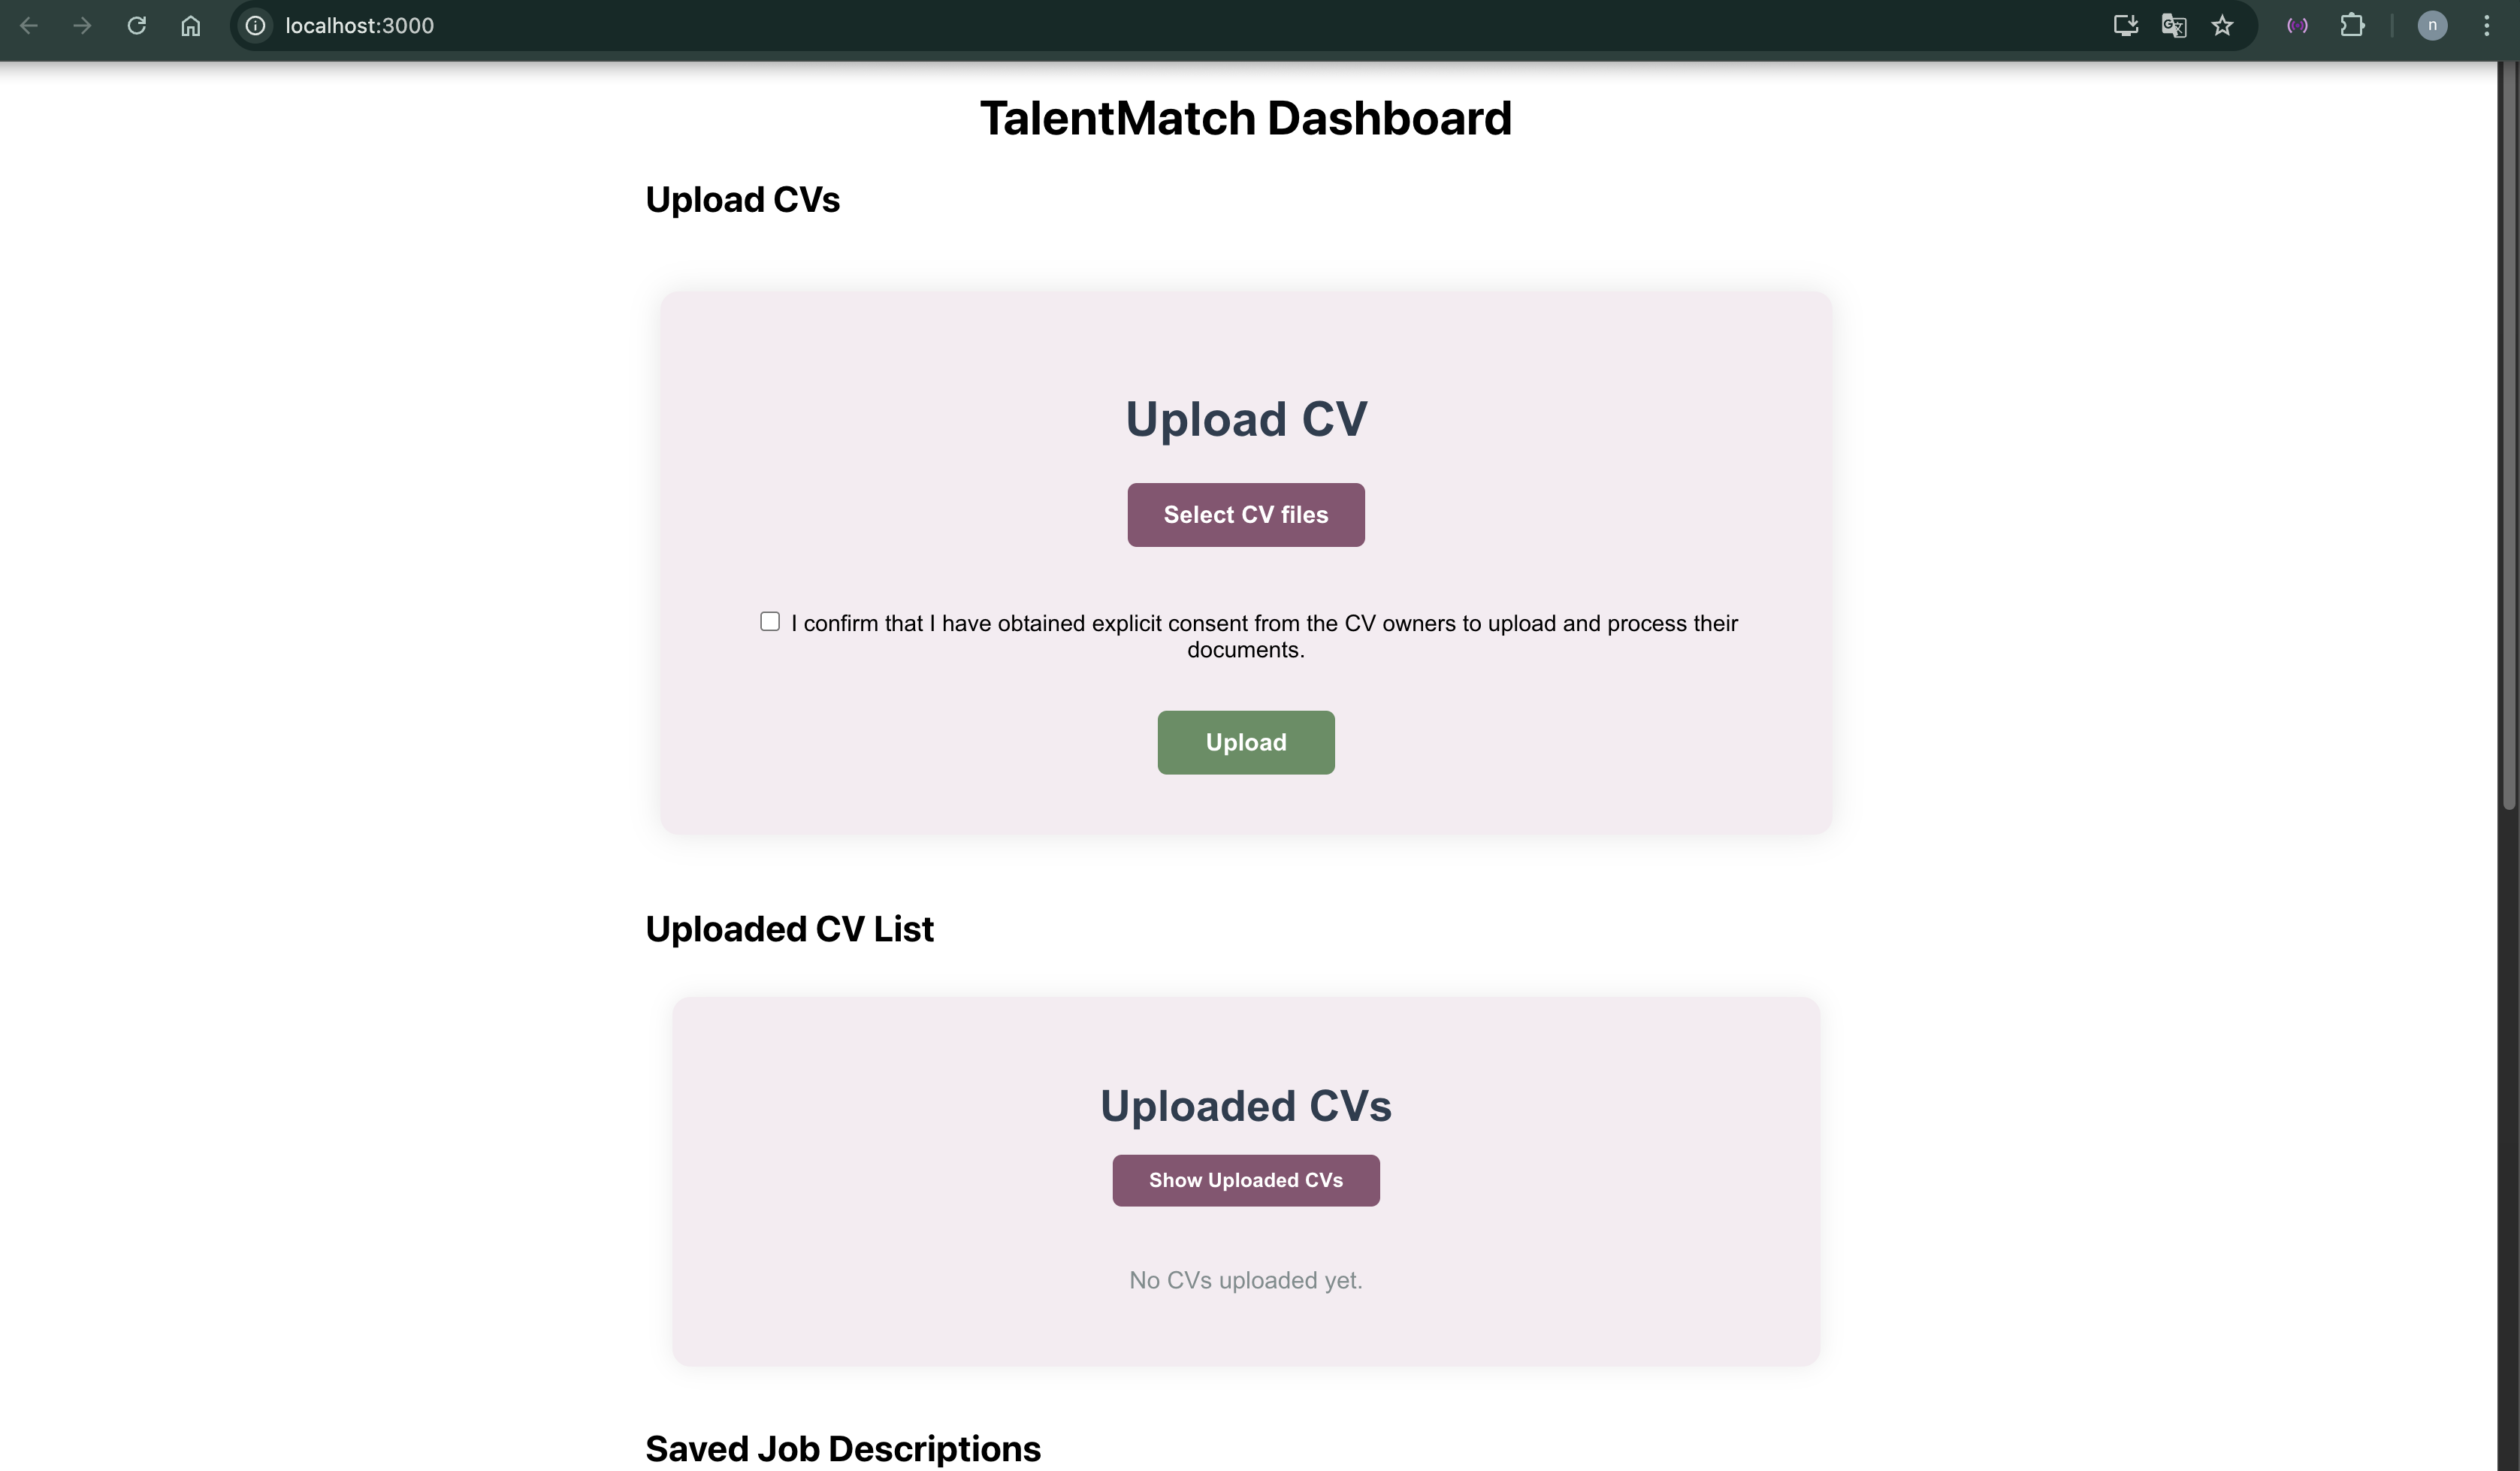 localhost:3000
n
TalentMatch Dashboard
Upload CVs
Upload CV
Select CV files
I confirm that I have obtained explicit consent from the CV owners to upload and process their
documents.
Upload
Uploaded CV List
Uploaded CVs
Show Uploaded CVs
No CVs uploaded yet.
Saved Job Descriptions